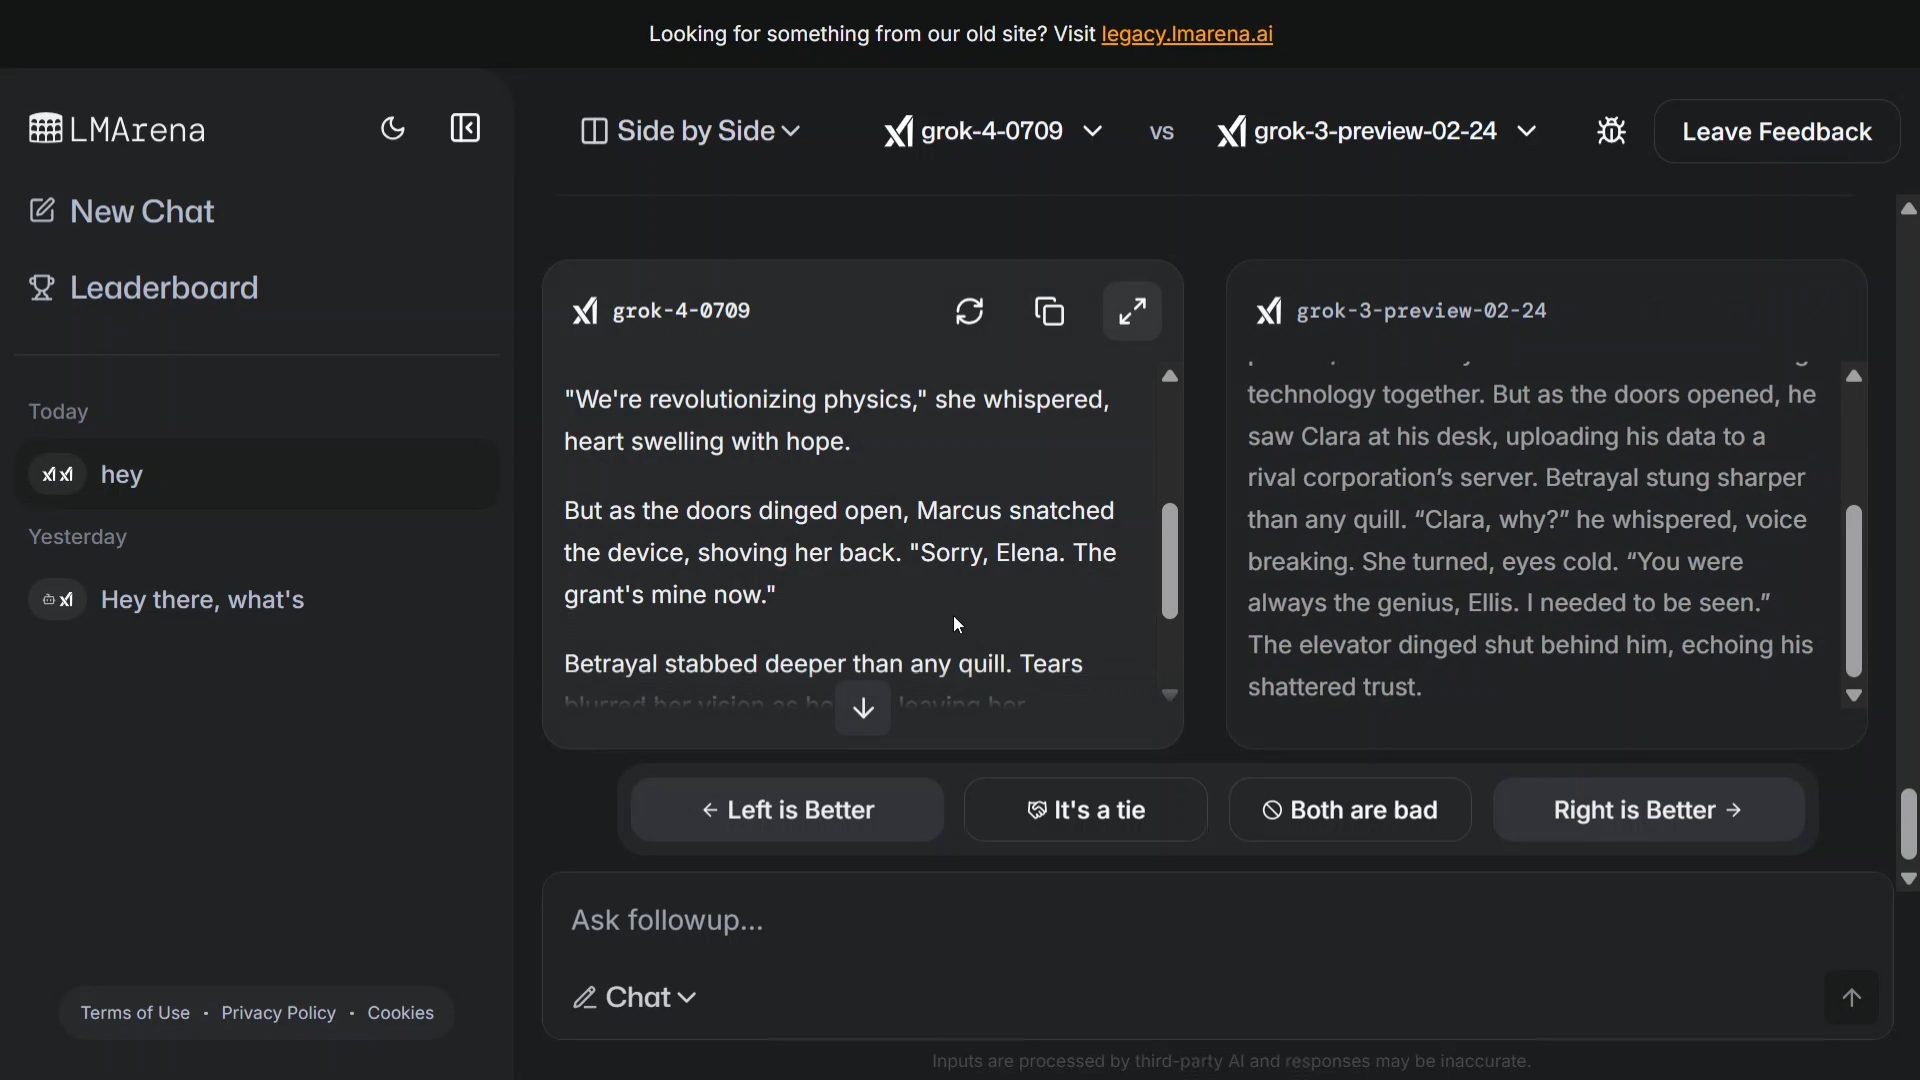 Looking for something from our old site? Visit legacy.lmarena.ai
LMArena
New Chat
Leaderboard
Today
hey
Yesterday
Hey there, what's
Terms of Use · Privacy Policy · Cookies
Side by Side
grok-4-0709
vs
grok-3-preview-02-24
Leave Feedback
grok-4-0709
"We're revolutionizing physics," she whispered,
heart swelling with hope.
But as the doors dinged open, Marcus snatched
the device, shoving her back. "Sorry, Elena. The
grant's mine now."
Betrayal stabbed deeper than any quill. Tears
blurred her vision as he leaving her
grok-3-preview-02-24
technology together. But as the doors opened, he
saw Clara at his desk, uploading his data to a
rival corporation’s server. Betrayal stung sharper
than any quill. “Clara, why?” he whispered, voice
breaking. She turned, eyes cold. “You were
always the genius, Ellis. I needed to be seen.”
The elevator dinged shut behind him, echoing his
shattered trust.
← Left is Better
It's a tie
Both are bad
Right is Better →
Ask followup...
Chat
Inputs are processed by third-party AI and responses may be inaccurate.